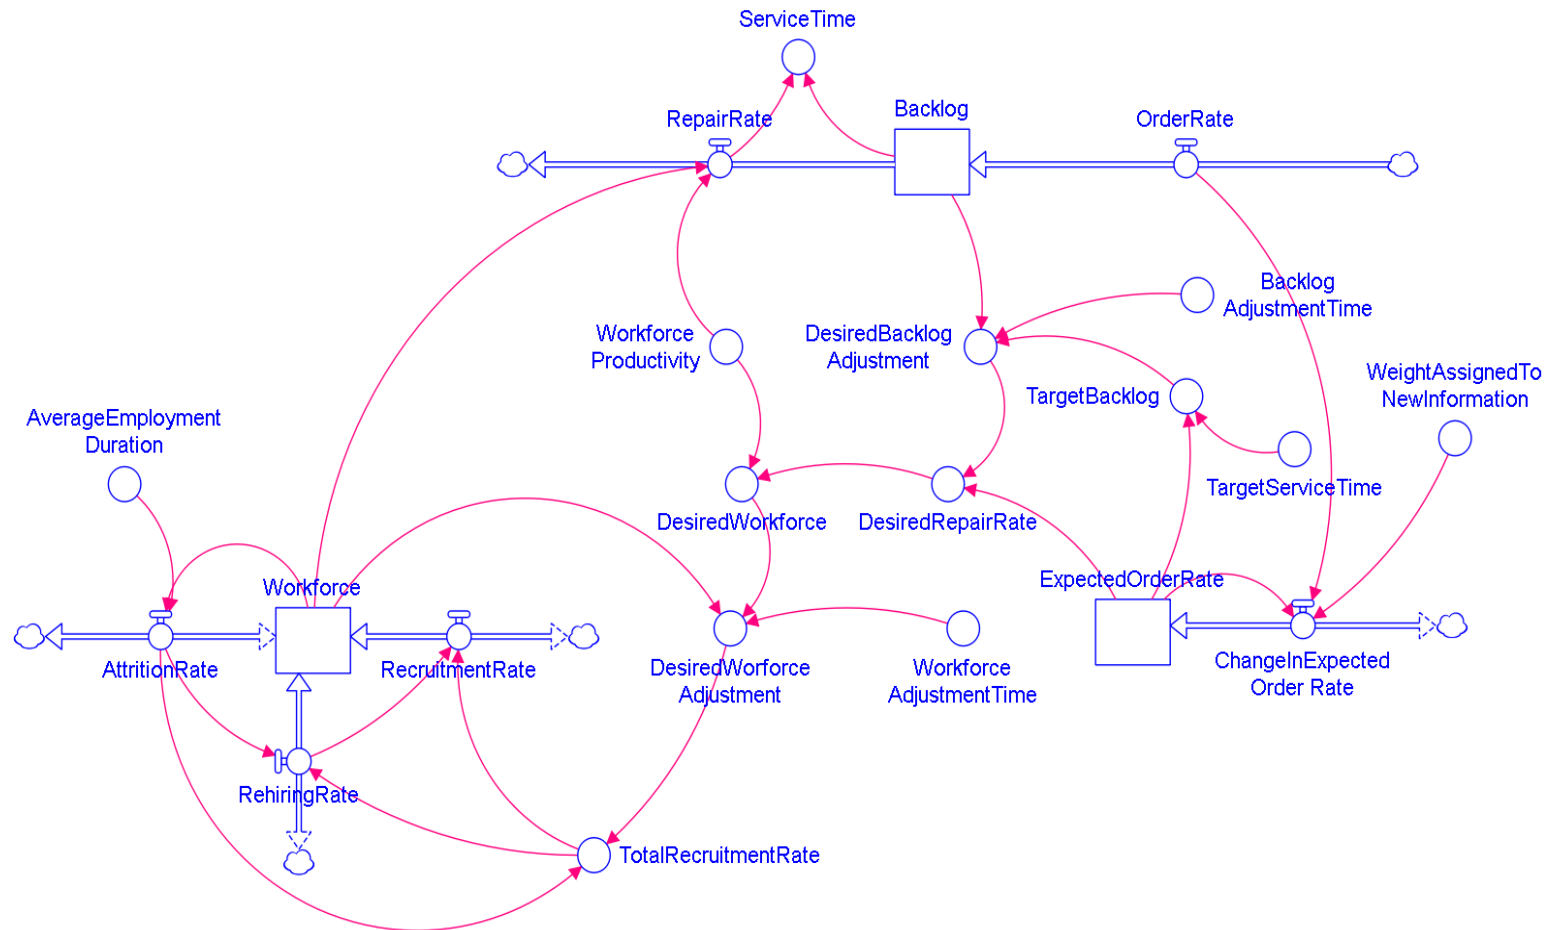 ServiceTime
RepairRate
Backlog
OrderRate
Backlog
AdjustmentTime
Workforce
Productivity
DesiredBacklog
Adjustment
WeightAssignedTo
NewInformation
TargetBacklog
AverageEmployment
Duration
TargetServiceTime
DesiredWorkforce
DesiredRepairRate
Workforce
ExpectedOrderRate
AttritionRate
RecruitmentRate
DesiredWorforce
Adjustment
Workforce
AdjustmentTime
ChangeInExpected
Order Rate
RehiringRate
TotalRecruitmentRate